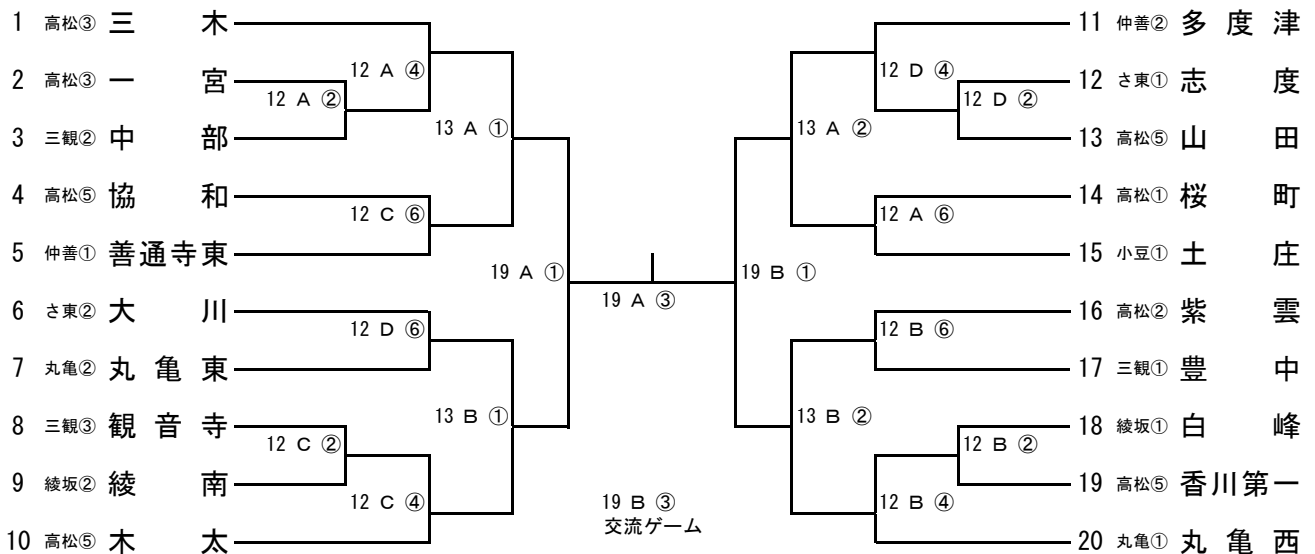 1 高松③ 三木
12 A ④
2 高松③ 一宮
12 A ②
3 三観② 中部
13 A ①
4 高松⑤ 協和
12 C ⑥
5 仲善① 善通寺東
19 A ①
6 さ東② 大川
12 D ⑥
7 丸亀② 丸亀東
13 B ①
8 三観③ 観音寺
12 C ②
9 綾坂② 綾南
12 C ④
10 高松⑤ 木太
19 A ③
19 B ③
交流ゲーム
11 仲善② 多度津
12 D ④
12 さ東① 志度
12 D ②
13 高松⑤ 山田
13 A ②
14 高松① 桜町
12 A ⑥
15 小豆① 土庄
19 B ①
16 高松② 紫雲
12 B ⑥
17 三観① 豊中
13 B ②
18 綾坂① 白峰
12 B ②
19 高松⑤ 香川第一
12 B ④
20 丸亀① 丸亀西